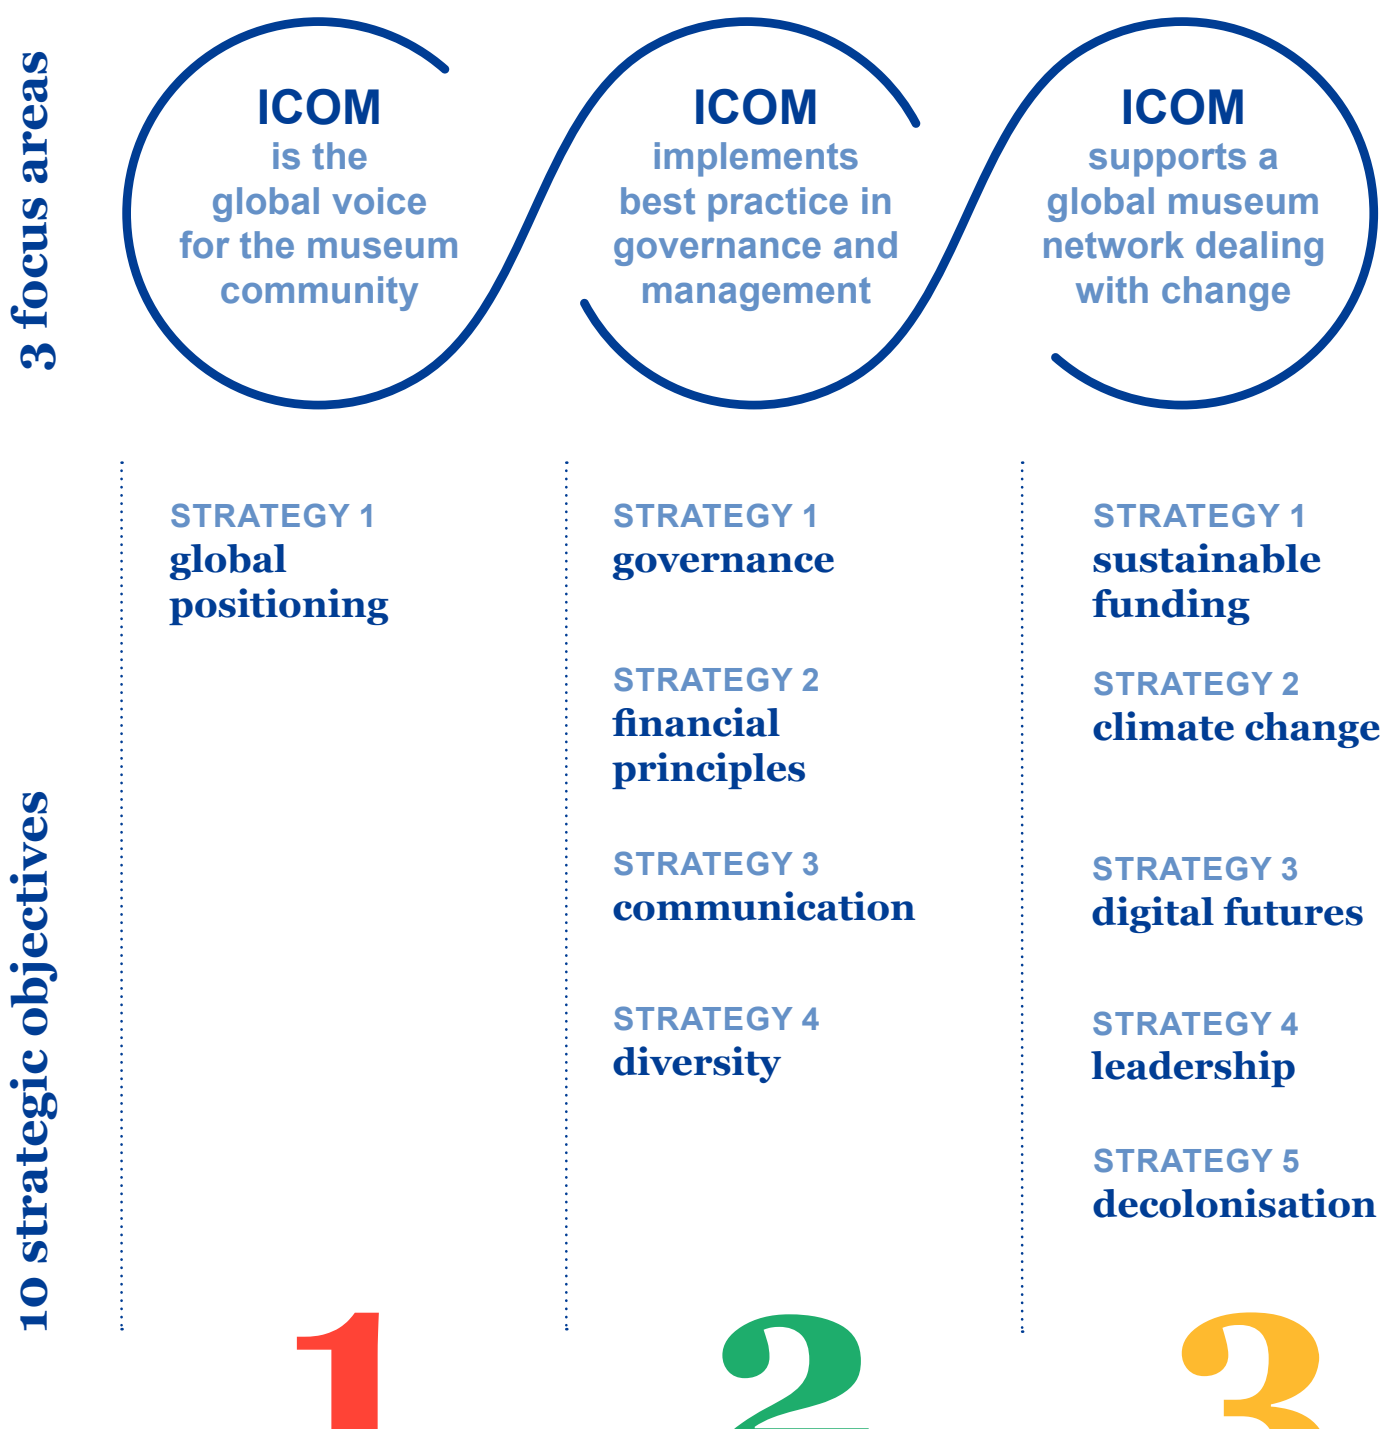 3 focus areas
ICOM
is the
global voice
for the museum
community
ICOM
implements
best practice in
governance and
management
ICOM
supports a
global museum
network dealing
with change
10 strategic objectives
STRATEGY 1
global
positioning
STRATEGY 1
governance
STRATEGY 2
financial
principles
STRATEGY 3
communication
STRATEGY 4
diversity
STRATEGY 1
sustainable
funding
STRATEGY 2
climate change
STRATEGY 3
digital futures
STRATEGY 4
leadership
STRATEGY 5
decolonisation
1
2
3